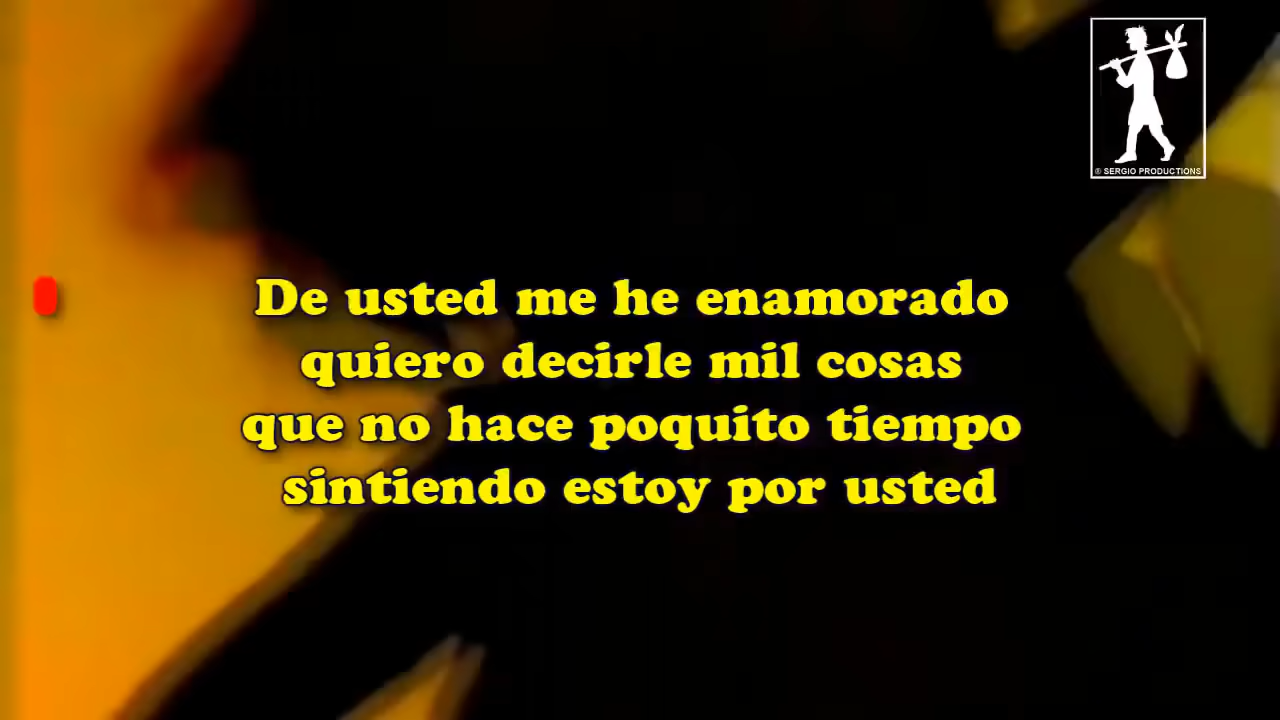 ® SERGIO PRODUCTIONS
De usted me he enamorado
quiero decirle mil cosas
que no hace poquito tiempo
sintiendo estoy por usted